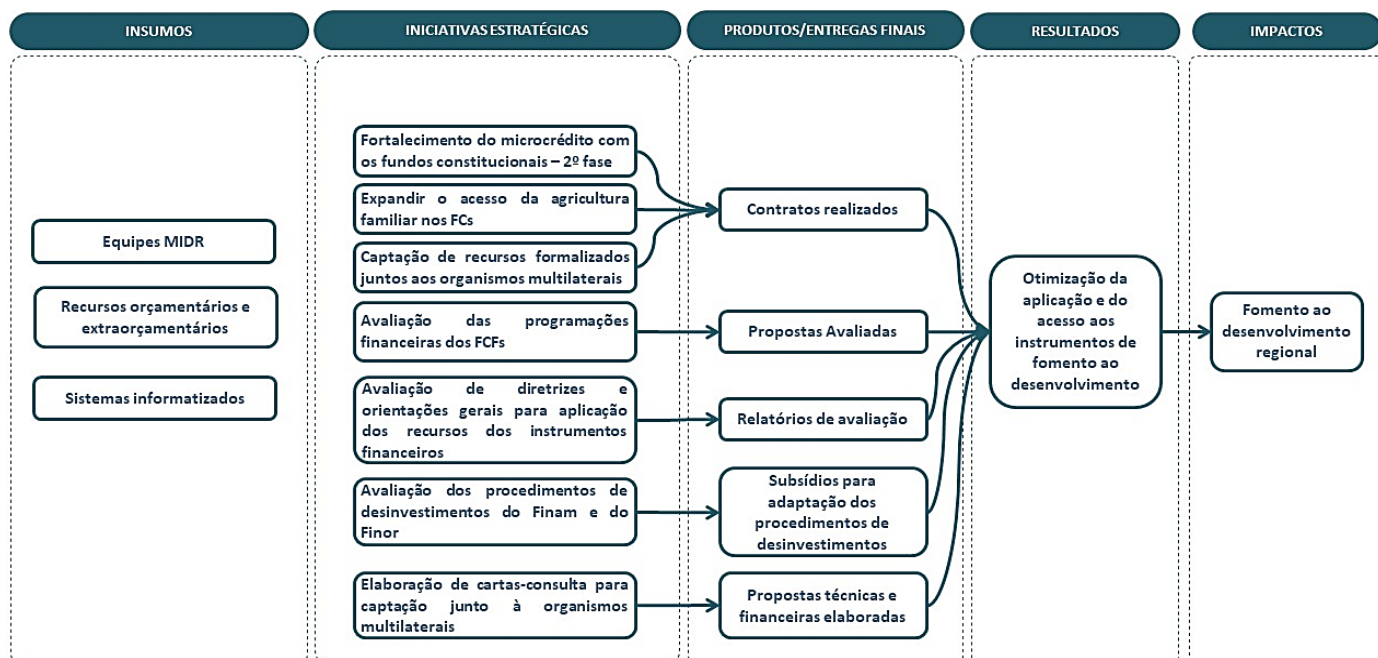 INSUMOS
INICIATIVAS ESTRATÉGICAS
PRODUTOS/ENTREGAS FINAIS
RESULTADOS
IMPACTOS
Equipes MIDR
Recursos orçamentários e
extraorçamentários
Sistemas informatizados
Fortalecimento do microcrédito com
os fundos constitucionais – 2º fase
Expandir o acesso da agricultura
familiar nos FCs
Captação de recursos formalizados
juntos aos organismos multilaterais
Avaliação das programações
financeiras dos FCFs
Avaliação de diretrizes e
orientações gerais para aplicação
dos recursos dos instrumentos
financeiros
Avaliação dos procedimentos de
desinvestimentos do Finam e do
Finor
Elaboração de cartas-consulta para
captação junto à organismos
multilaterais
Contratos realizados
Propostas Avaliadas
Relatórios de avaliação
Subsídios para
adaptação dos
procedimentos de
desinvestimentos
Propostas técnicas e
financeiras elaboradas
Otimização da
aplicação e do
acesso aos
instrumentos de
fomento ao
desenvolvimento
Fomento ao
desenvolvimento
regional